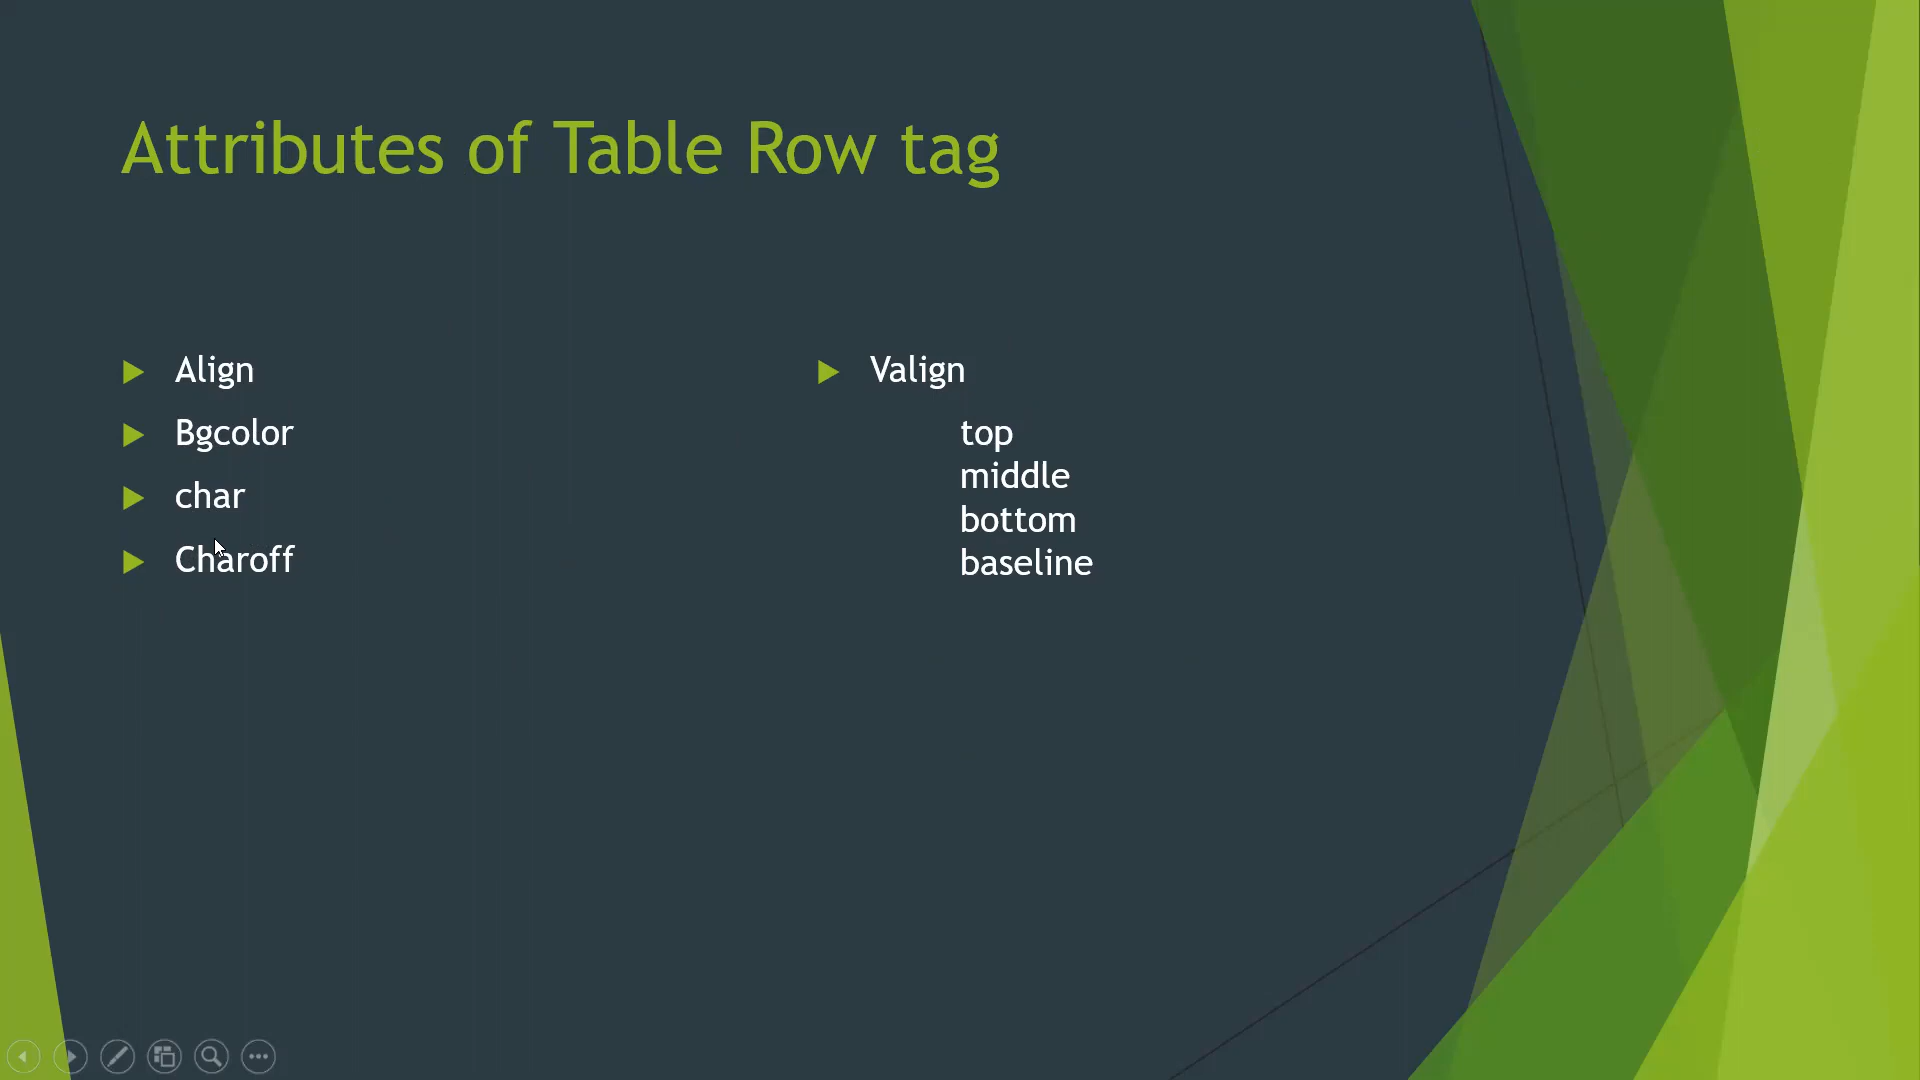 Attributes of Table Row tag
Align
Bgcolor
char
Charoff
Valign
top
middle
bottom
baseline